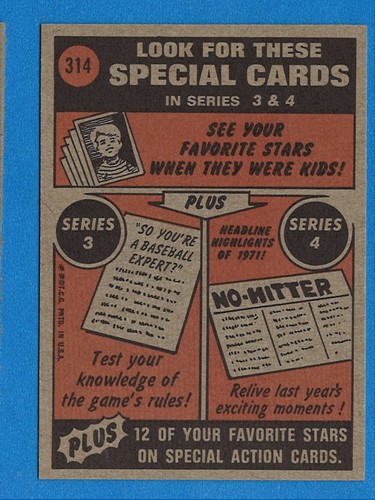 314
LOOK FOR THESE
SPECIAL CARDS
IN SERIES 3 & 4
SEE YOUR
FAVORITE STARS
WHEN THEY WERE KIDS!
PLUS
SERIES
3
"SO YOU'RE
A BASEBALL
EXPERT?"
HEADLINE
HIGHLIGHTS
OF 1971!
SERIES
4
NO-HITTER
T.C.G. PRTD. IN U.S.A.
Test your
knowledge of
the game's rules!
Relive last year's
exciting moments!
PLUS
12 OF YOUR FAVORITE STARS
ON SPECIAL ACTION CARDS.